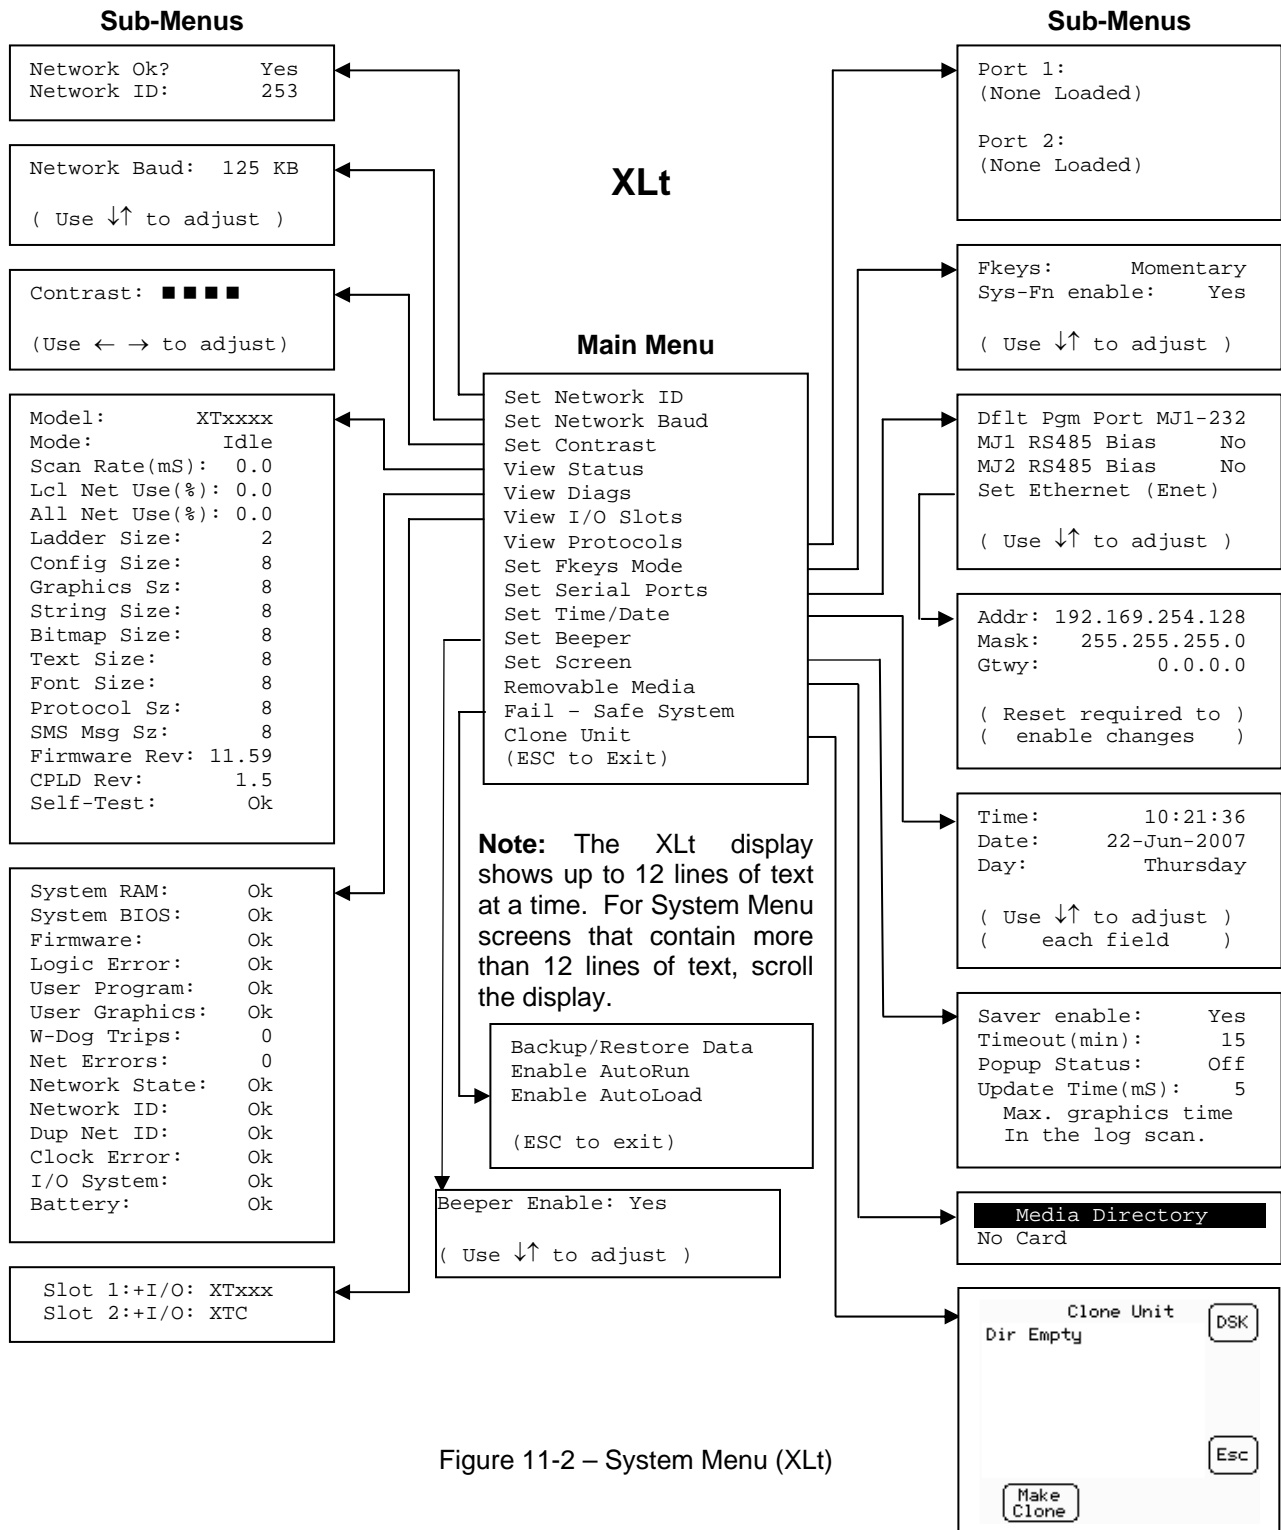 Sub-Menus
Network Ok? Yes
Network ID: 253
Network Baud: 125 KB
( Use ↓↑ to adjust )
Contrast: ■ ■ ■ ■
(Use ← → to adjust)
Model: XTxxxx
Mode: Idle
Scan Rate(mS): 0.0
Lcl Net Use(%): 0.0
All Net Use(%): 0.0
Ladder Size: 2
Config Size: 8
Graphics Sz: 8
String Size: 8
Bitmap Size: 8
Text Size: 8
Font Size: 8
Protocol Sz: 8
SMS Msg Sz: 8
Firmware Rev: 11.59
CPLD Rev: 1.5
Self-Test: Ok
System RAM: Ok
System BIOS: Ok
Firmware: Ok
Logic Error: Ok
User Program: Ok
User Graphics: Ok
W-Dog Trips: 0
Net Errors: 0
Network State: Ok
Network ID: Ok
Dup Net ID: Ok
Clock Error: Ok
I/O System: Ok
Battery: Ok
Slot 1:+I/O: XTxxx
Slot 2:+I/O: XTC
XLt
Main Menu
Set Network ID
Set Network Baud
Set Contrast
View Status
View Diags
View I/O Slots
View Protocols
Set Fkeys Mode
Set Serial Ports
Set Time/Date
Set Beeper
Set Screen
Removable Media
Fail – Safe System
Clone Unit
(ESC to Exit)
Note: The XLt display
shows up to 12 lines of text
at a time. For System Menu
screens that contain more
than 12 lines of text, scroll
the display.
Backup/Restore Data
Enable AutoRun
Enable AutoLoad
(ESC to exit)
Beeper Enable: Yes
( Use ↓↑ to adjust )
Sub-Menus
Port 1:
(None Loaded)
Port 2:
(None Loaded)
Fkeys: Momentary
Sys-Fn enable: Yes
( Use ↓↑ to adjust )
Dflt Pgm Port MJ1-232
MJ1 RS485 Bias No
MJ2 RS485 Bias No
Set Ethernet (Enet)
( Use ↓↑ to adjust )
Addr: 192.169.254.128
Mask: 255.255.255.0
Gtwy: 0.0.0.0
( Reset required to )
( enable changes )
Time: 10:21:36
Date: 22-Jun-2007
Day: Thursday
( Use ↓↑ to adjust )
( each field )
Saver enable: Yes
Timeout(min): 15
Popup Status: Off
Update Time(mS): 5
Max. graphics time
In the log scan.
Media Directory
No Card
Clone Unit
DSK
Dir Empty
Esc
Make
Clone
Figure 11-2 – System Menu (XLt)